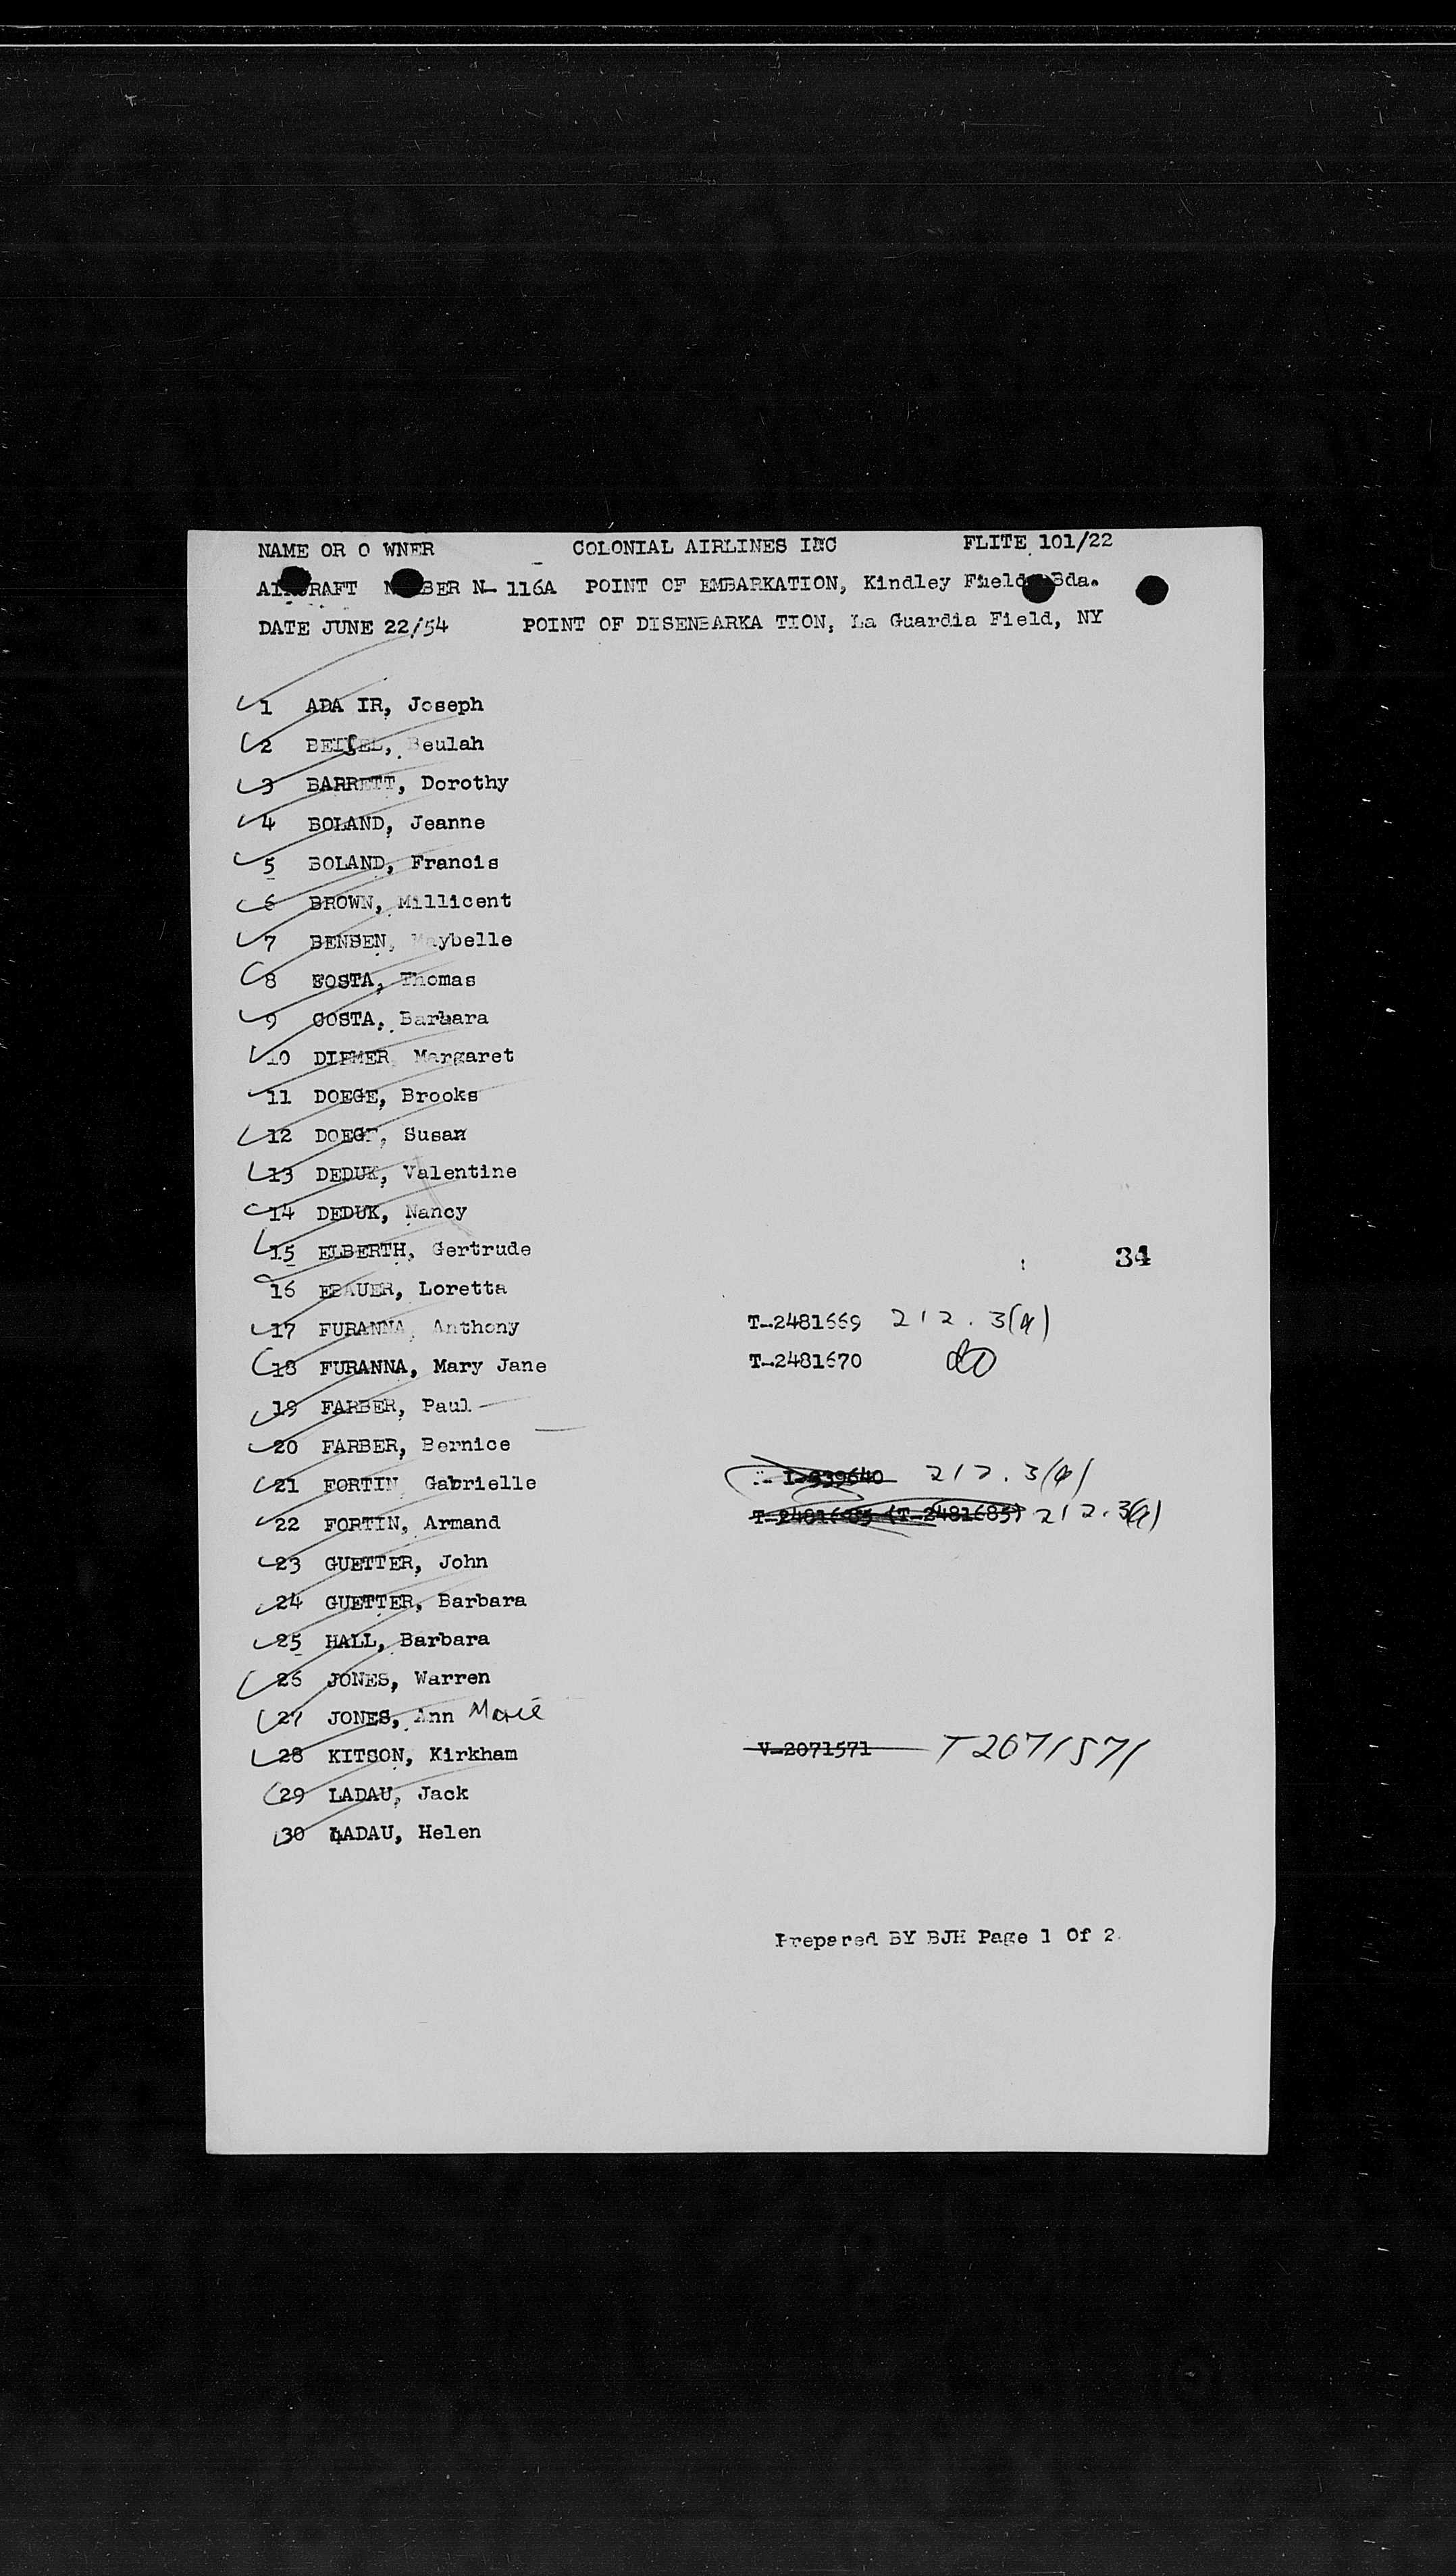 NAME OR O WNER COLONIAL AIRLINES INC FLITE 101/22
AIRCRAFT NUMBER N- 116A POINT OF EMBARKATION, Kindley Field, Bda.
DATE JUNE 22/54 POINT OF DISENBARKA TION, La Guardia Field, NY
1 ADA IR, Joseph
2 Beulah
3 BARRETT, Dorothy
4 BOLAND, Jeanne
5 BOLAND, Francis
6 BROWN, Millicent
7 BENSEN, Maybelle
8 Thomas
9 COSTA, Barbara
10 DIEMER, Margaret
11 DOEGE, Brooks
12 DOEGE, Susan
13 DEDUK, Valentine
14 DEDUK, Nancy
15 ELBERTH, Gertrude
34
16 EBAUER, Loretta
17 FURANNA, Anthony T-2481669 212.3(a)
18 FURANNA, Mary Jane T-2481670 do
19 FARBER, Paul
20 FARBER, Bernice
21 FORTIN, Gabrielle I-939640 212.3(a)
22 FORTIN, Armand T-2481685 (T-2481685) 212.3(a)
23 GUETTER, John
24 GUETTER, Barbara
25 HALL, Barbara
26 JONES, Warren
27 JONES, Ann Marie
28 KITSON, Kirkham V-2071571 T2071571
29 LADAU, Jack
30 LADAU, Helen
Prepared BY BJH Page 1 Of 2